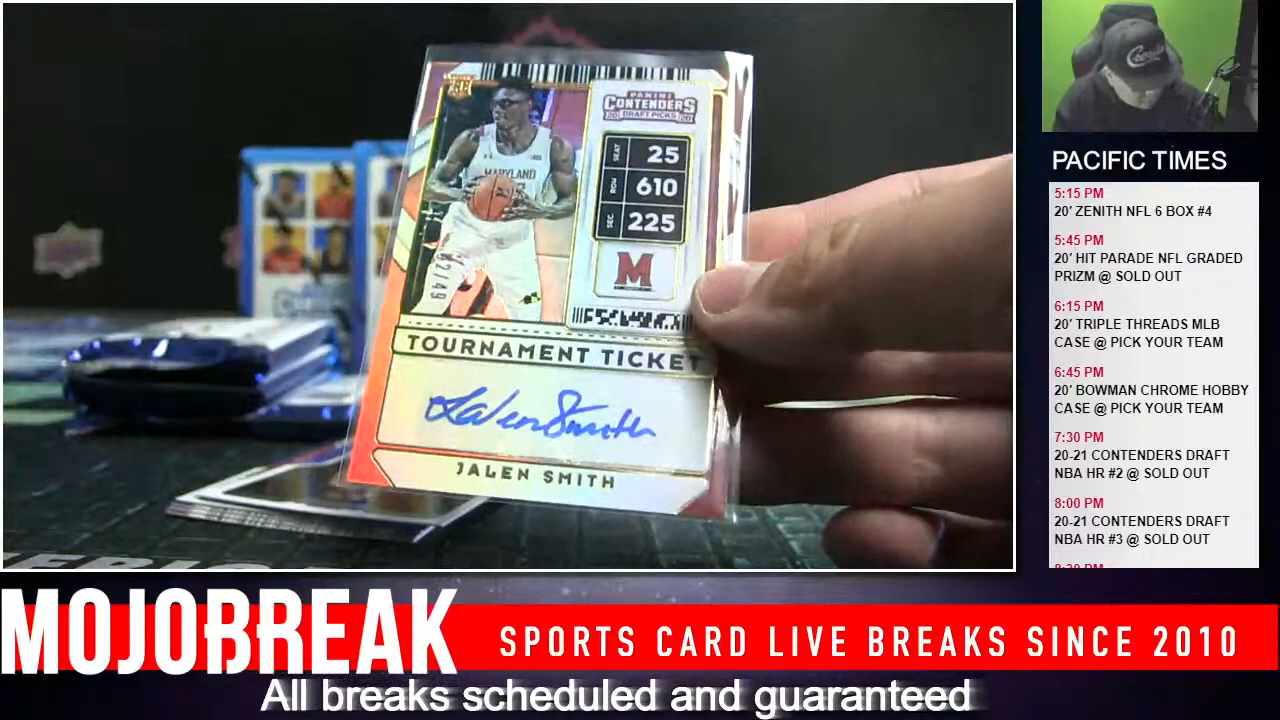 PANINI
CONTENDERS
20 DRAFT PICKS 20
SEAT 25
ROW 610
SEC 225
MARYLAND
M
TOURNAMENT TICKET
JaLen Smith
JALEN SMITH
PACIFIC TIMES
5:15 PM
20' ZENITH NFL 6 BOX #4
5:45 PM
20' HIT PARADE NFL GRADED
PRIZM @ SOLD OUT
6:15 PM
20' TRIPLE THREADS MLB
CASE @ PICK YOUR TEAM
6:45 PM
20' BOWMAN CHROME HOBBY
CASE @ PICK YOUR TEAM
7:30 PM
20-21 CONTENDERS DRAFT
NBA HR #2 @ SOLD OUT
8:00 PM
20-21 CONTENDERS DRAFT
NBA HR #3 @ SOLD OUT
MOJOBREAK
SPORTS CARD LIVE BREAKS SINCE 2010
All breaks scheduled and guaranteed